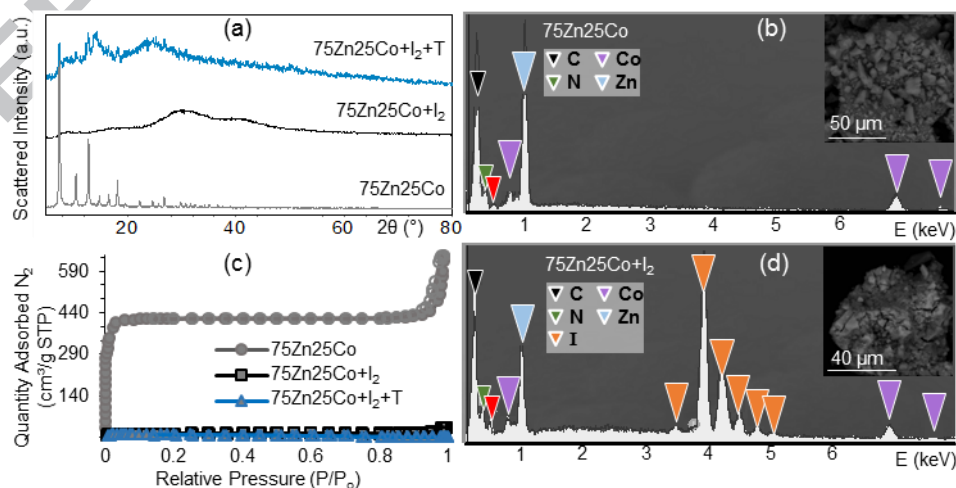 (a)
75Zn25Co+I₂+T
75Zn25Co+I₂
75Zn25Co
Scattered Intensity (a.u.)
20 40 60 80
2θ (°)
75Zn25Co
(b)
C Co
N Zn
50 µm
1 2 3 4 5 6
E (keV)
(c)
590
440
290
140
75Zn25Co
75Zn25Co+I₂
75Zn25Co+I₂+T
Quantity Adsorbed N₂
(cm³/g STP)
0 0.2 0.4 0.6 0.8 1
Relative Pressure (P/Pₒ)
75Zn25Co+I₂
(d)
C Co
N Zn
I
40 µm
1 2 3 4 5 6
E (keV)